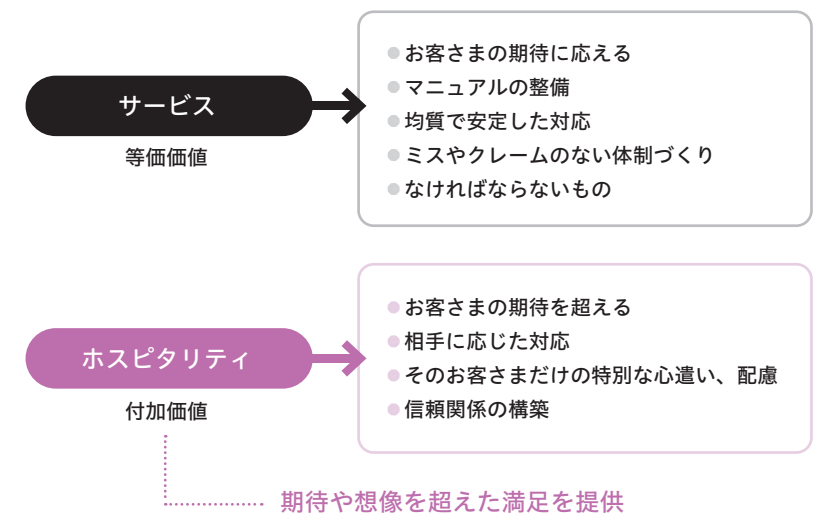 サービス
等価価値
お客さまの期待に応える
マニュアルの整備
均質で安定した対応
ミスやクレームのない体制づくり
なければならないもの
ホスピタリティ
付加価値
お客さまの期待を超える
相手に応じた対応
そのお客さまだけの特別な心遣い、配慮
信頼関係の構築
期待や想像を超えた満足を提供